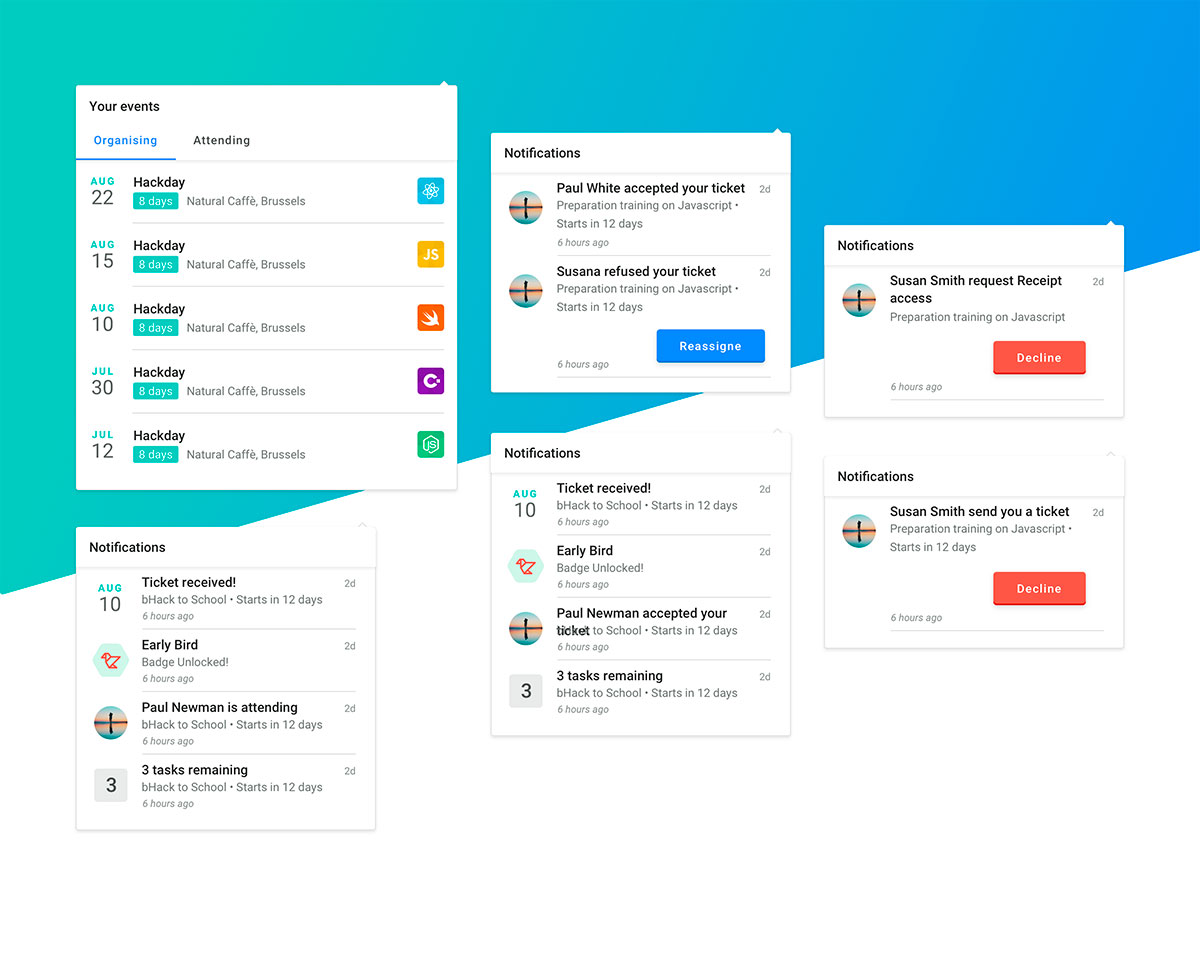 Your events
Organising Attending
AUG
22
Hackday
8 days Natural Caffè, Brussels
AUG
15
Hackday
8 days Natural Caffè, Brussels
JS
AUG
10
Hackday
8 days Natural Caffè, Brussels
JUL
30
Hackday
8 days Natural Caffè, Brussels
C
JUL
12
Hackday
8 days Natural Caffè, Brussels
JS
Notifications
Paul White accepted your ticket 2d
Preparation training on Javascript •
Starts in 12 days
6 hours ago
Susana refused your ticket 2d
Preparation training on Javascript •
Starts in 12 days
Reassigne
6 hours ago
Notifications
Susan Smith request Receipt 2d
access
Preparation training on Javascript
Decline
6 hours ago
Notifications
AUG
10
Ticket received! 2d
bHack to School • Starts in 12 days
6 hours ago
Early Bird 2d
Badge Unlocked!
6 hours ago
Paul Newman is attending 2d
bHack to School • Starts in 12 days
6 hours ago
3
3 tasks remaining 2d
bHack to School • Starts in 12 days
6 hours ago
Notifications
AUG
10
Ticket received! 2d
bHack to School • Starts in 12 days
6 hours ago
Early Bird 2d
Badge Unlocked!
6 hours ago
Paul Newman accepted your 2d
ticket
bHack to School • Starts in 12 days
6 hours ago
3
3 tasks remaining 2d
bHack to School • Starts in 12 days
6 hours ago
Notifications
Susan Smith send you a ticket 2d
Preparation training on Javascript •
Starts in 12 days
Decline
6 hours ago